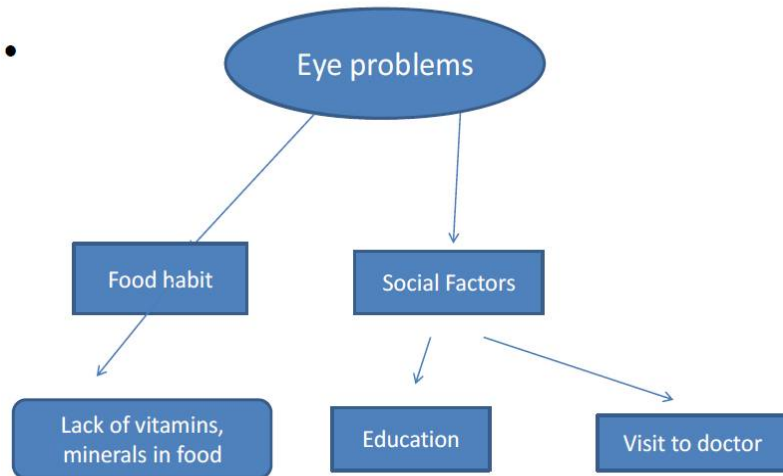 Eye problems
Food habit
Social Factors
Lack of vitamins,
minerals in food
Education
Visit to doctor